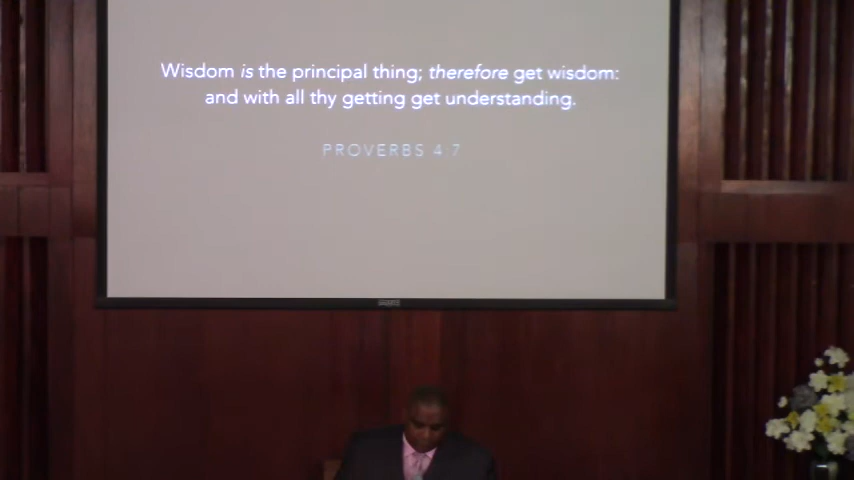 Wisdom is the principal thing; therefore get wisdom:
and with all thy getting get understanding.
PROVERBS 4:7